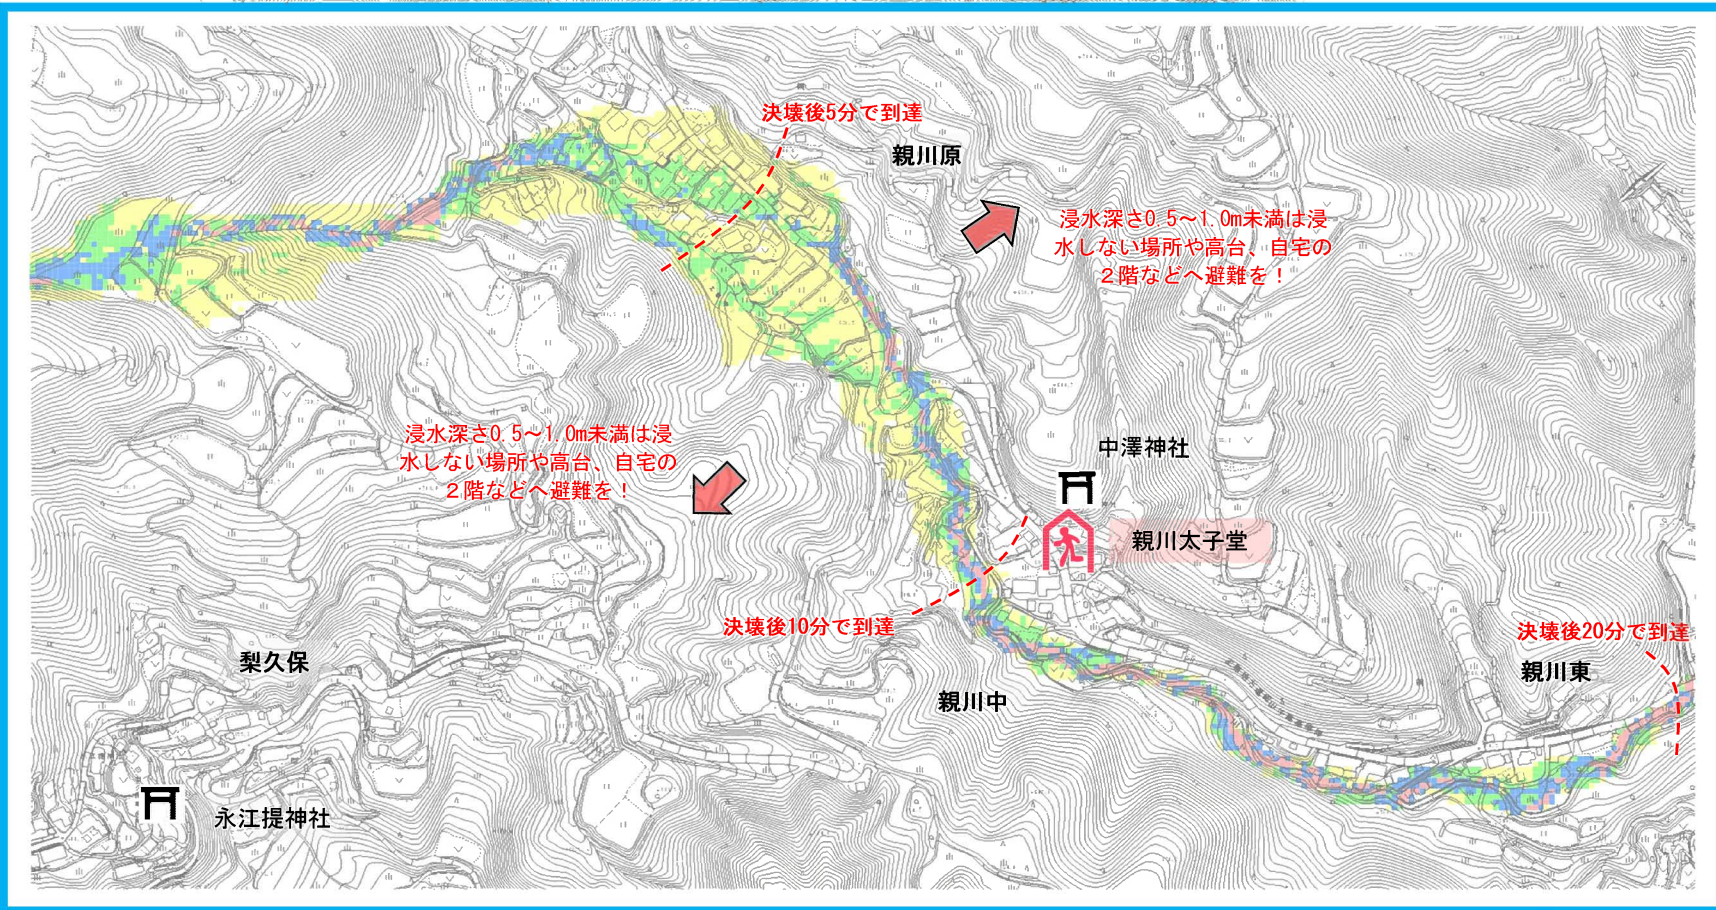 決壊後5分で到達
親川原
浸水深さ0.5～1.0m未満は浸
水しない場所や高台、自宅の
２階などへ避難を！
浸水深さ0.5～1.0m未満は浸
水しない場所や高台、自宅の
２階などへ避難を！
中澤神社
親川太子堂
決壊後10分で到達
決壊後20分で到達
梨久保
親川東
親川中
永江提神社